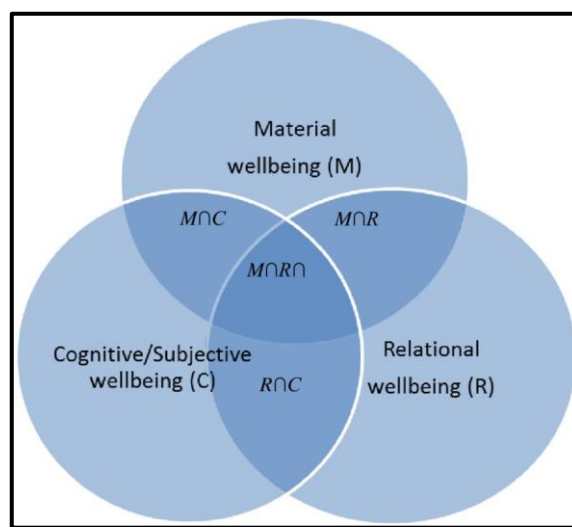 Material
wellbeing (M)
M∩C
M∩R
M∩R∩
Cognitive/Subjective
wellbeing (C)
Relational
wellbeing (R)
R∩C